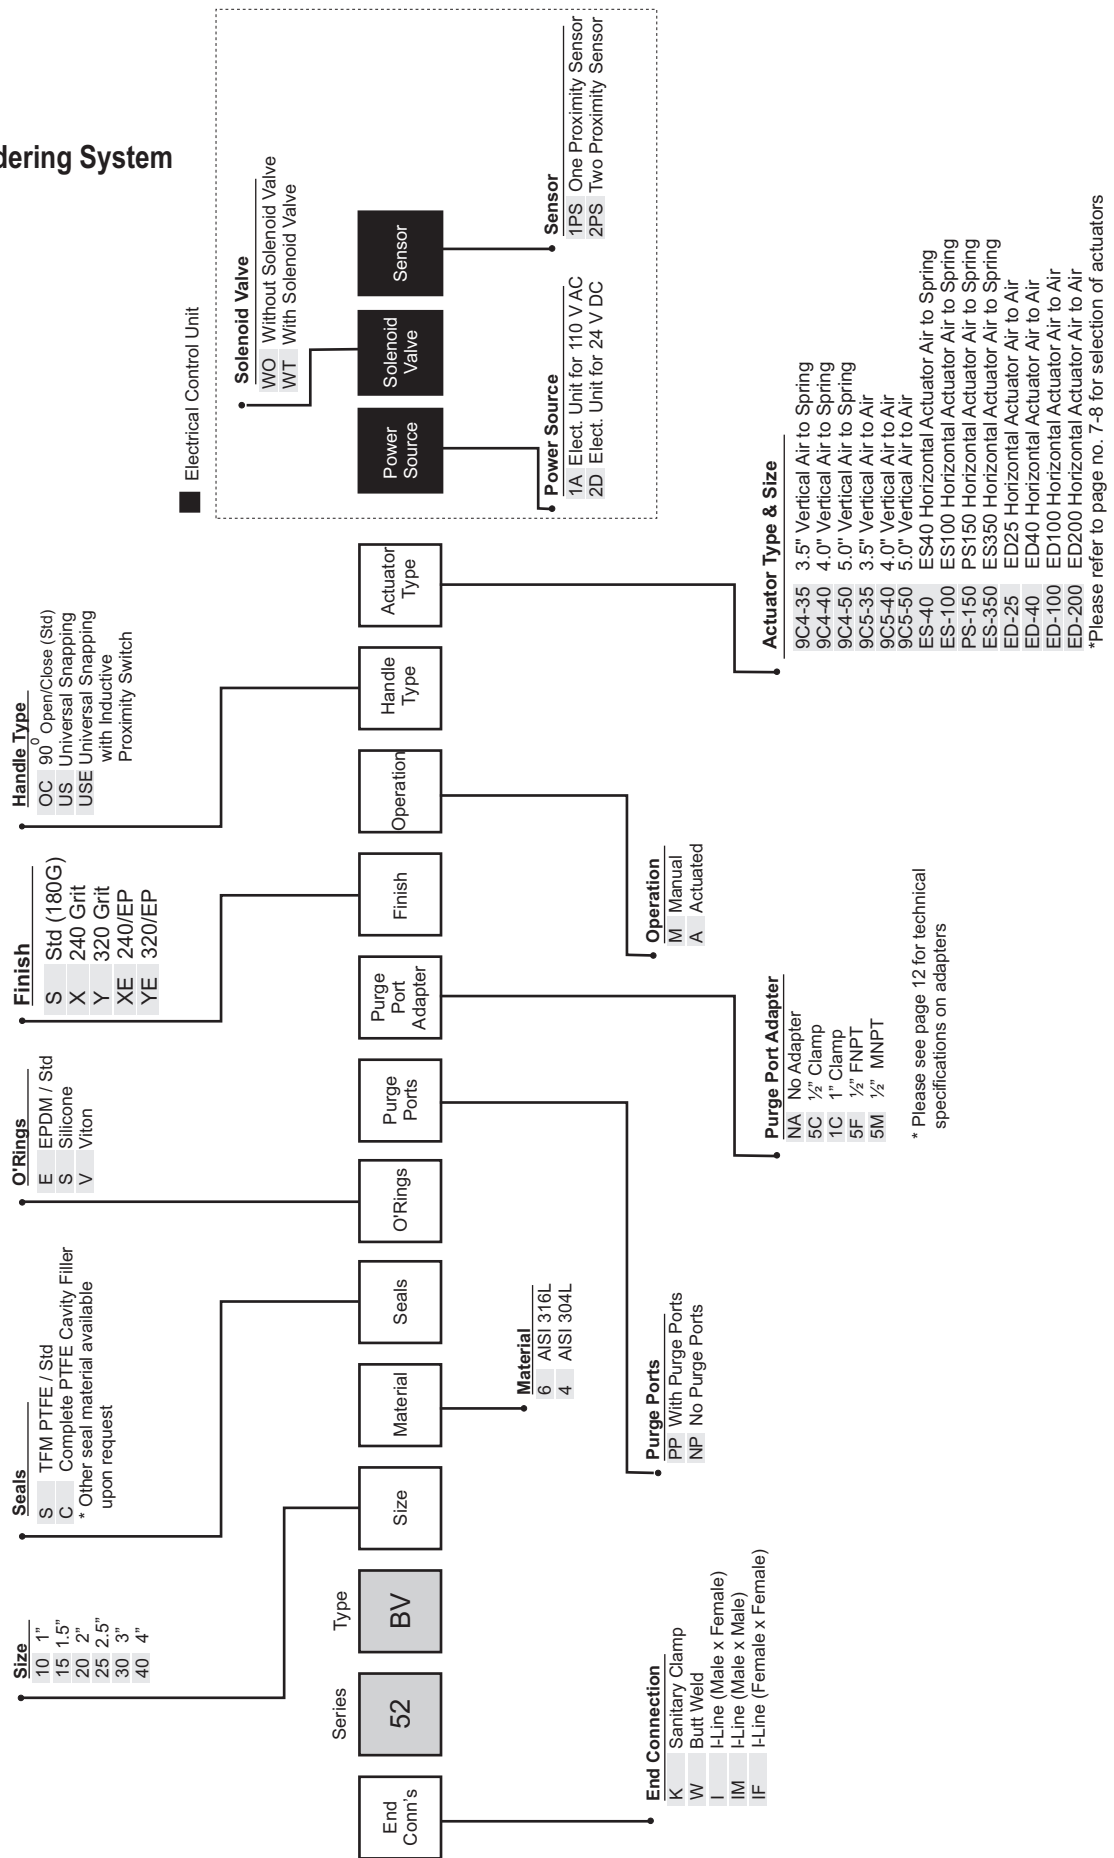 dering System
Electrical Control Unit
Size
10 1"
15 1.5"
20 2"
25 2.5"
30 3"
40 4"
Seals
S TFM PTFE / Std
C Complete PTFE Cavity Filler
* Other seal material available
upon request
O'Rings
E EPDM / Std
S Silicone
V Viton
Finish
S Std (180G)
X 240 Grit
Y 320 Grit
XE 240/EP
YE 320/EP
Handle Type
OC 90⁰ Open/Close (Std)
US Universal Snapping
USE Universal Snapping
with Inductive
Proximity Switch
Solenoid Valve
WO Without Solenoid Valve
WT With Solenoid Valve
Series
Type
End
Conn's
52
BV
Size
Material
Seals
O'Rings
Purge
Ports
Purge
Port
Adapter
Finish
Operation
Handle
Type
Actuator
Type
Power
Source
Solenoid
Valve
Sensor
End Connection
K Sanitary Clamp
W Butt Weld
I I-Line (Male x Female)
IM I-Line (Male x Male)
IF I-Line (Female x Female)
Material
6 AISI 316L
4 AISI 304L
Purge Ports
PP With Purge Ports
NP No Purge Ports
Purge Port Adapter
NA No Adapter
5C ½" Clamp
1C 1" Clamp
5F ½" FNPT
5M ½" MNPT
* Please see page 12 for technical
specifications on adapters
Operation
M Manual
A Actuated
Power Source
1A Elect. Unit for 110 V AC
2D Elect. Unit for 24 V DC
Sensor
1PS One Proximity Sensor
2PS Two Proximity Sensor
Actuator Type & Size
9C4-35 3.5" Vertical Air to Spring
9C4-40 4.0" Vertical Air to Spring
9C4-50 5.0" Vertical Air to Spring
9C5-35 3.5" Vertical Air to Air
9C5-40 4.0" Vertical Air to Air
9C5-50 5.0" Vertical Air to Air
ES-40 ES40 Horizontal Actuator Air to Spring
ES-100 ES100 Horizontal Actuator Air to Spring
PS-150 PS150 Horizontal Actuator Air to Spring
ES-350 ES350 Horizontal Actuator Air to Spring
ED-25 ED25 Horizontal Actuator Air to Air
ED-40 ED40 Horizontal Actuator Air to Air
ED-100 ED100 Horizontal Actuator Air to Air
ED-200 ED200 Horizontal Actuator Air to Air
*Please refer to page no. 7-8 for selection of actuators